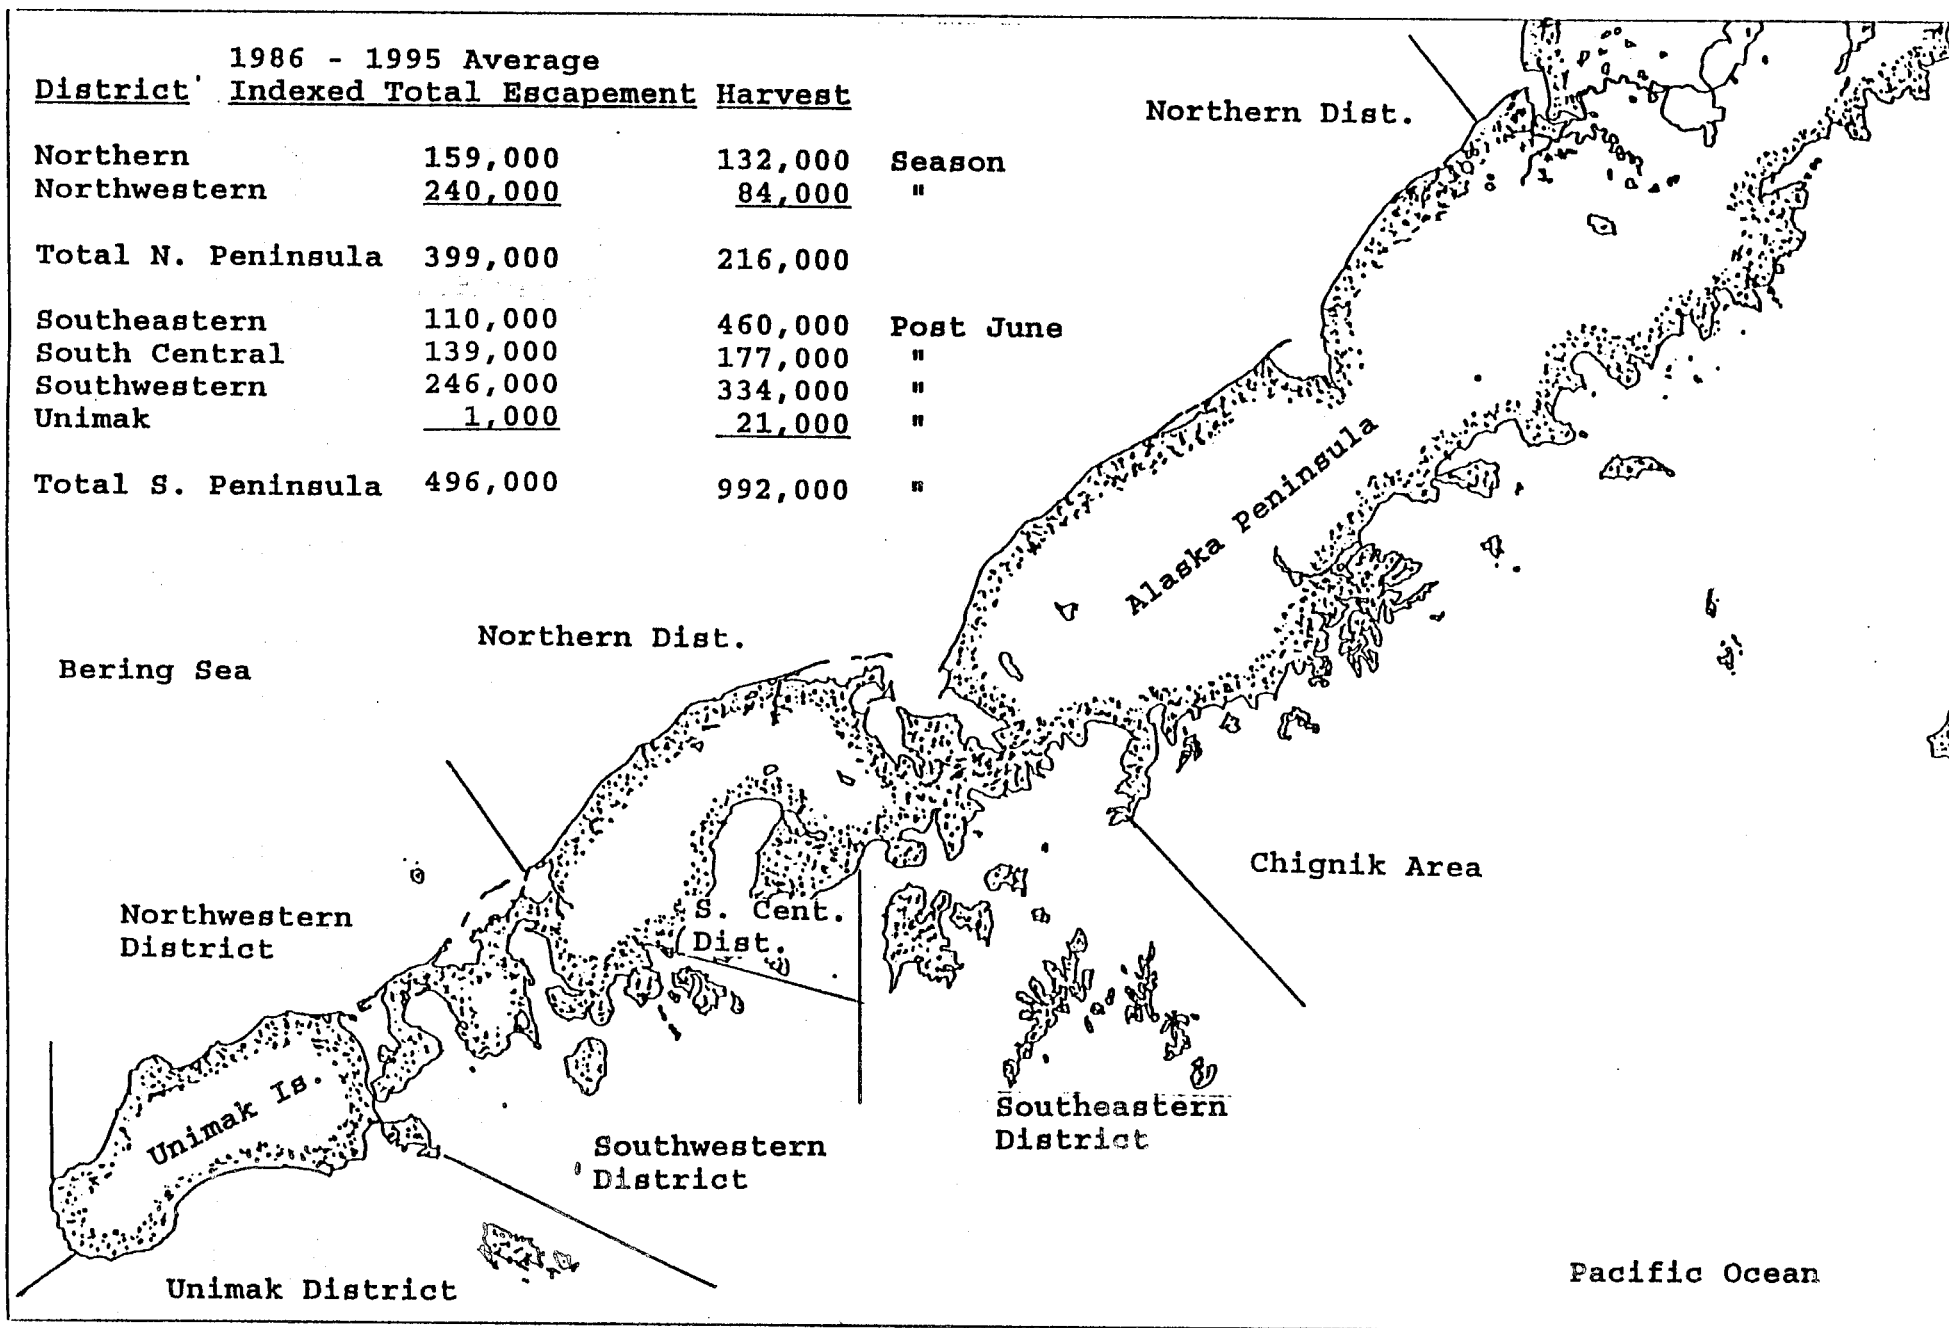 1986 - 1995 Average
District Indexed Total Escapement Harvest
Northern 159,000 132,000 Season
Northwestern 240,000 84,000 "
Total N. Peninsula 399,000 216,000
Southeastern 110,000 460,000 Post June
South Central 139,000 177,000 "
Southwestern 246,000 334,000 "
Unimak 1,000 21,000 "
Total S. Peninsula 496,000 992,000 "
Northern Dist.
Alaska Peninsula
Northern Dist.
Bering Sea
Chignik Area
Northwestern
District
S. Cent.
Dist.
Unimak Is.
Southeastern
District
Southwestern
District
Unimak District
Pacific Ocean